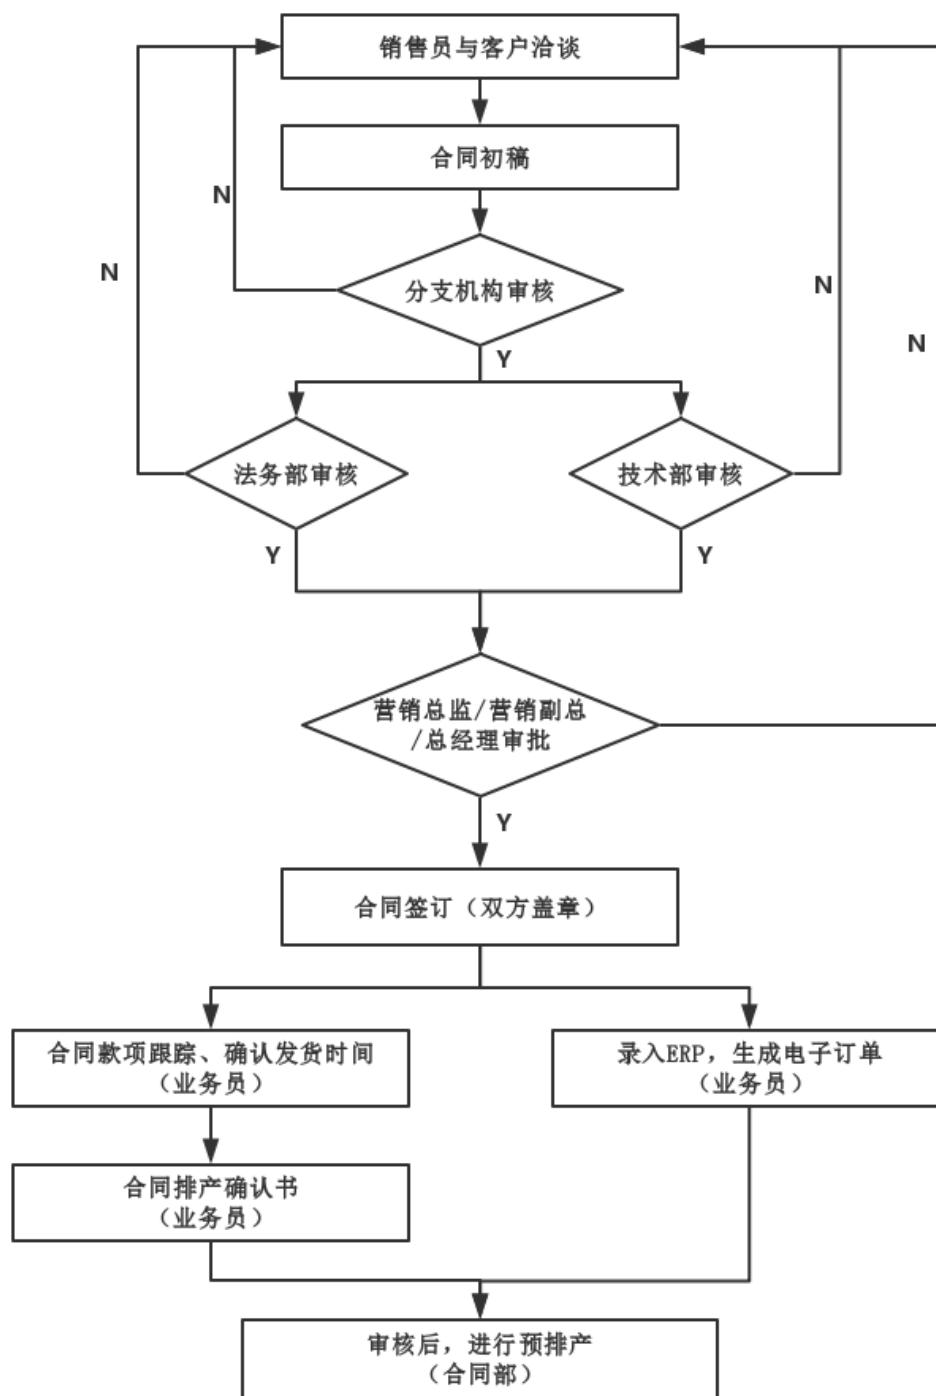 销售员与客户洽谈
合同初稿
N
N
分支机构审核
N
N
Y
法务部审核
技术部审核
Y
Y
营销总监/营销副总
/总经理审批
Y
合同签订（双方盖章）
合同款项跟踪、确认发货时间
（业务员）
录入ERP，生成电子订单
（业务员）
合同排产确认书
（业务员）
审核后，进行预排产
（合同部）